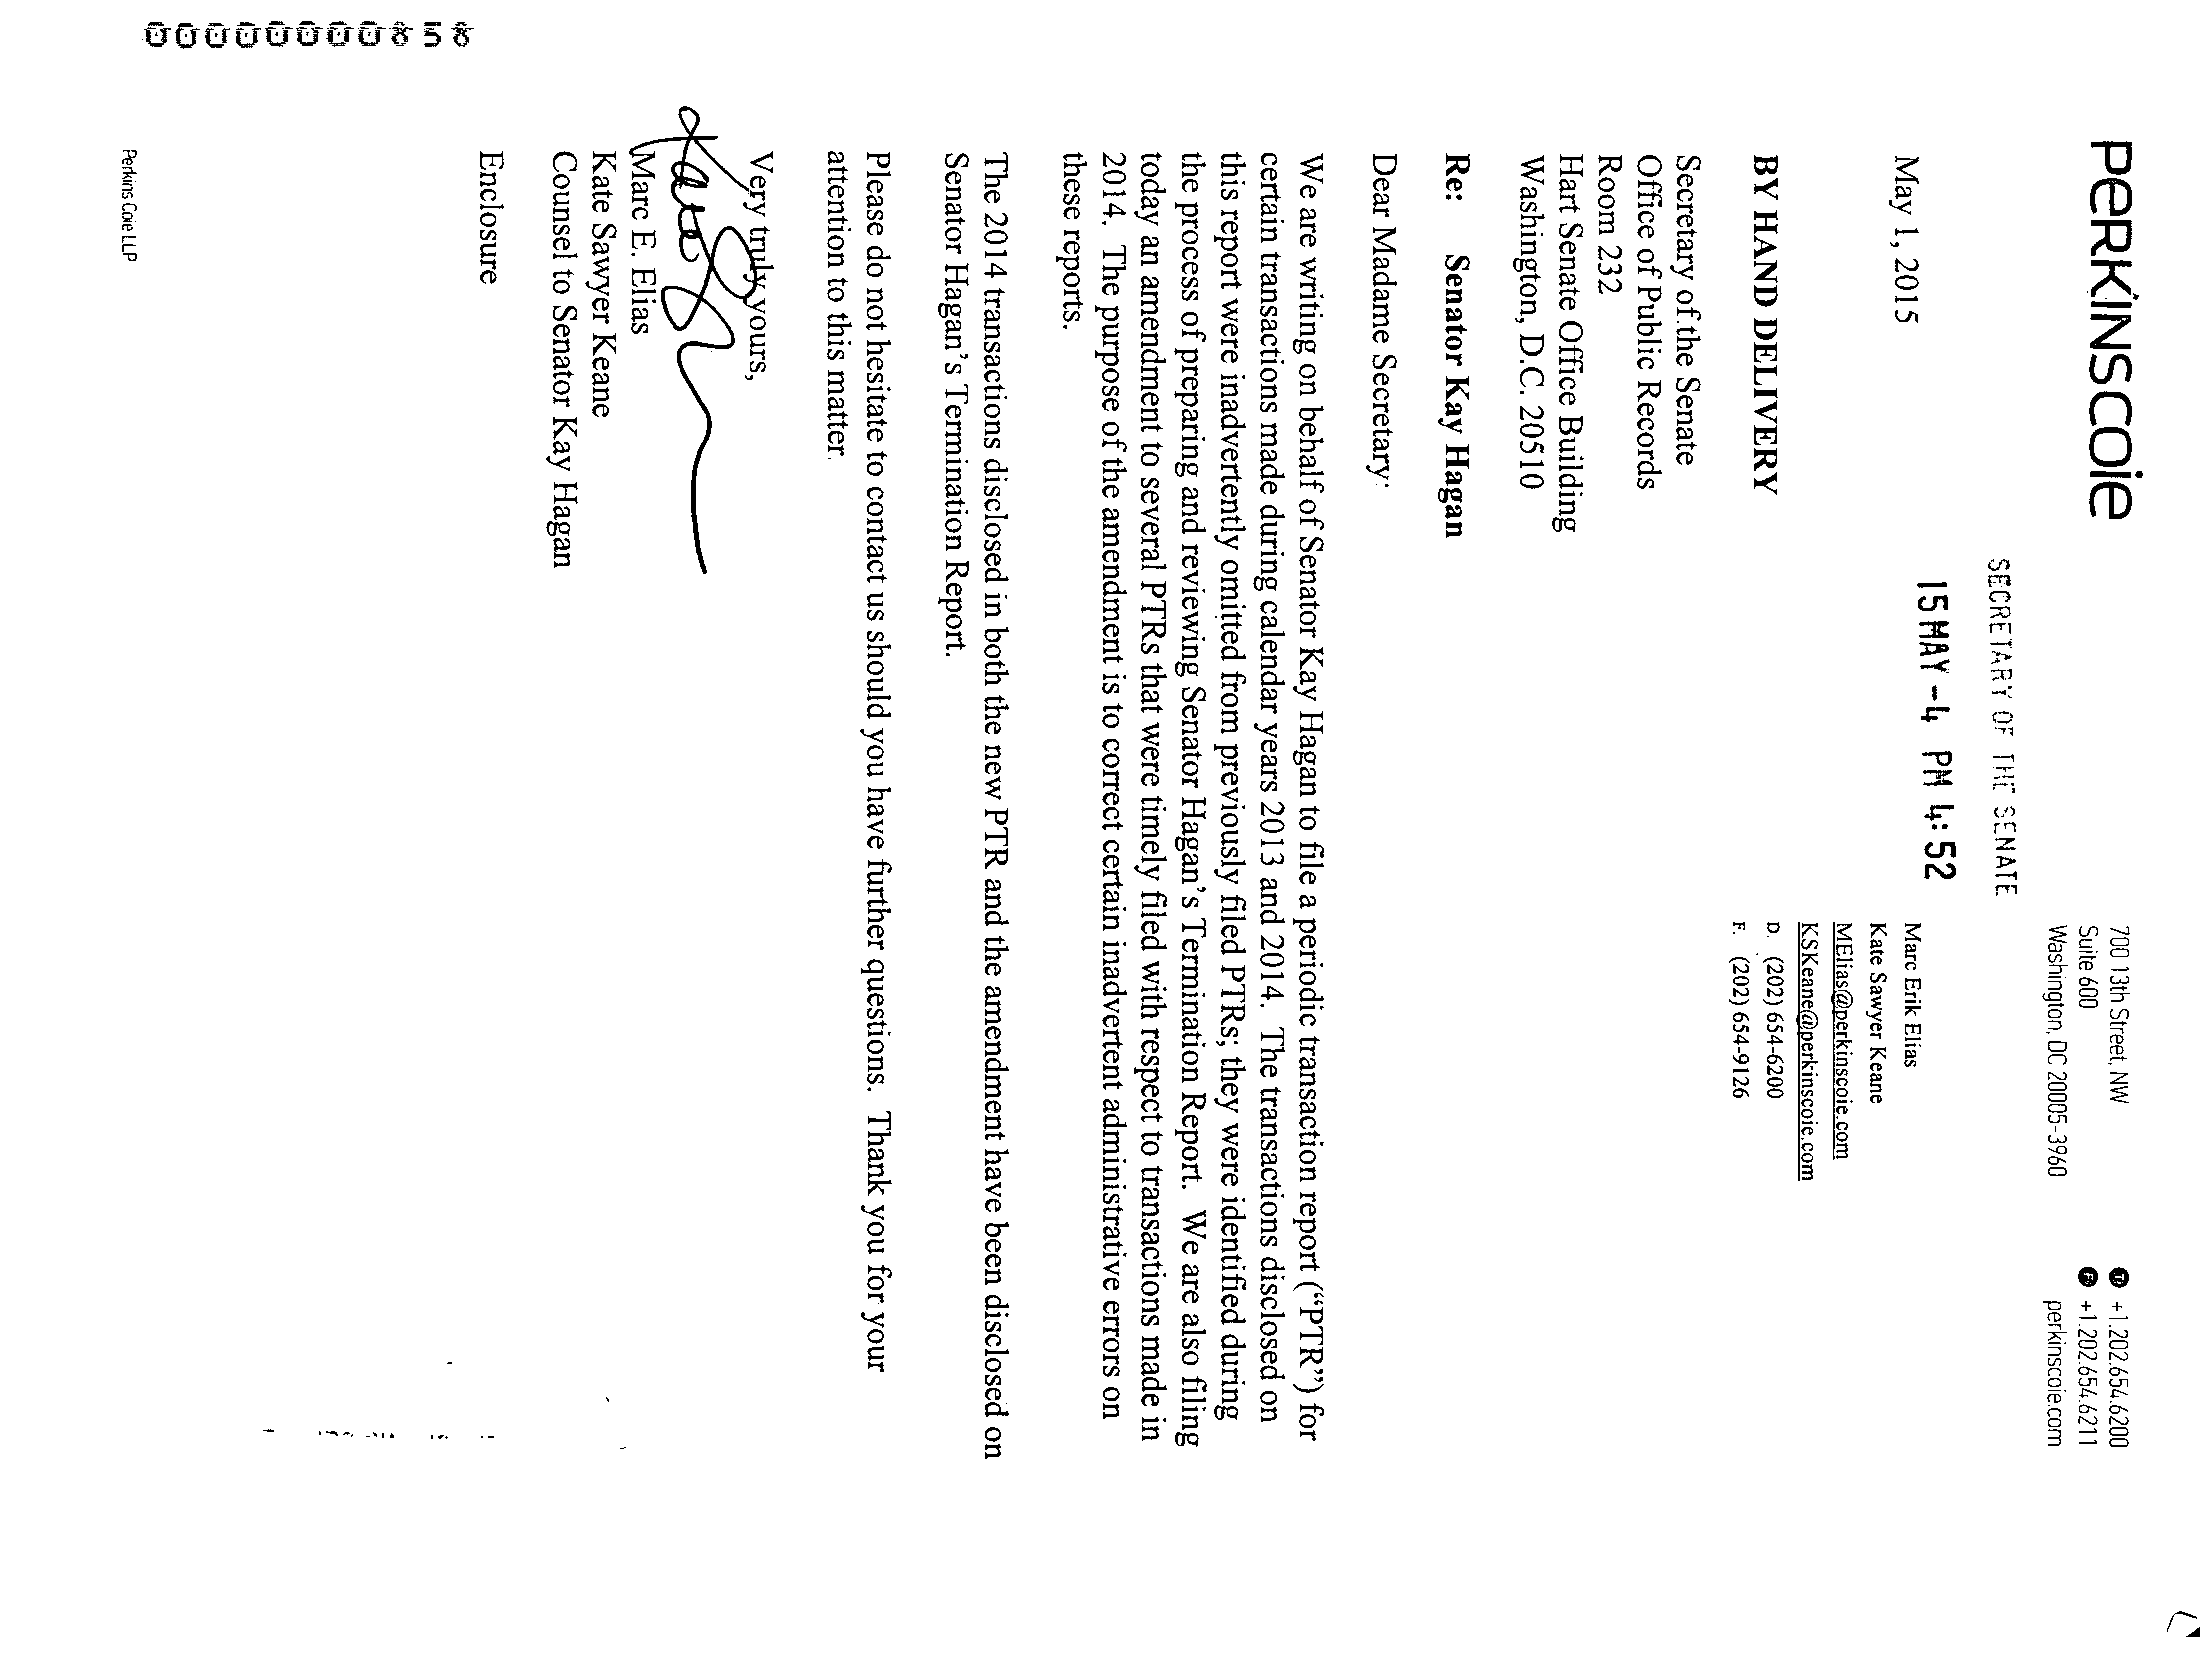 PERKINSCOIE
700 13th Street, NW
Suite 600
Washington, DC 20005-3960
+1.202.654.6200
+1.202.654.6211
perkinscoie.com
SECRETARY OF THE SENATE
15 MAY -4 PM 4:52
May 1, 2015
Marc Erik Elias
Kate Sawyer Keane
MElias@perkinscoie.com
KSKeane@perkinscoie.com
D. (202) 654-6200
F. (202) 654-9126
BY HAND DELIVERY
Secretary of the Senate
Office of Public Records
Room 232
Hart Senate Office Building
Washington, D.C. 20510
Re: Senator Kay Hagan
Dear Madame Secretary:
We are writing on behalf of Senator Kay Hagan to file a periodic transaction report (“PTR”) for
certain transactions made during calendar years 2013 and 2014. The transactions disclosed on
this report were inadvertently omitted from previously filed PTRs; they were identified during
the process of preparing and reviewing Senator Hagan’s Termination Report. We are also filing
today an amendment to several PTRs that were timely filed with respect to transactions made in
2014. The purpose of the amendment is to correct certain inadvertent administrative errors on
these reports.
The 2014 transactions disclosed in both the new PTR and the amendment have been disclosed on
Senator Hagan’s Termination Report.
Please do not hesitate to contact us should you have further questions. Thank you for your
attention to this matter.
Very truly yours,
Marc E. Elias
Kate Sawyer Keane
Counsel to Senator Kay Hagan
Enclosure
Perkins Coie LLP
00000000858